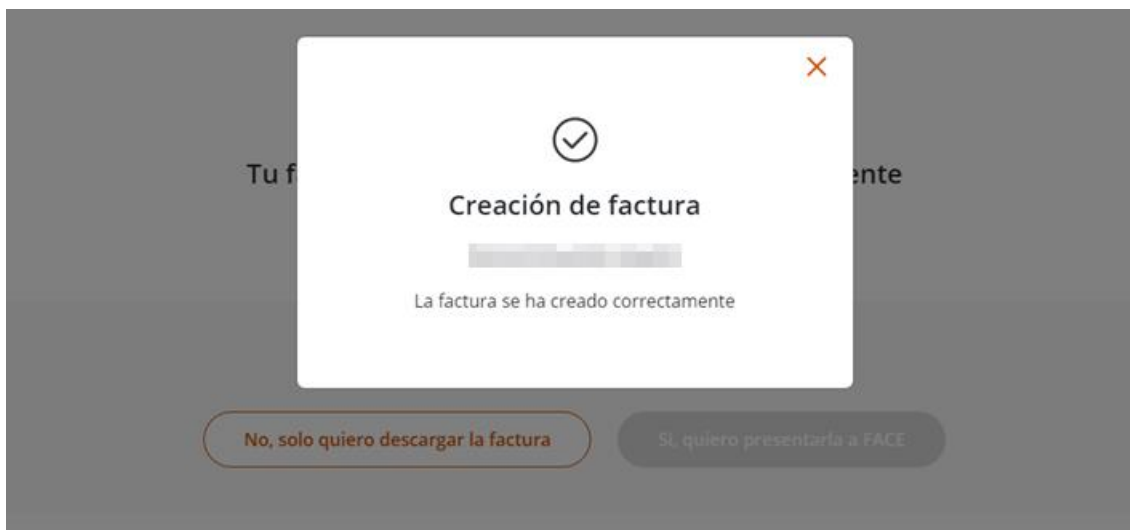 Tu f
ente
Creación de factura
La factura se ha creado correctamente
No, solo quiero descargar la factura
Sí, quiero presentarla a FACE